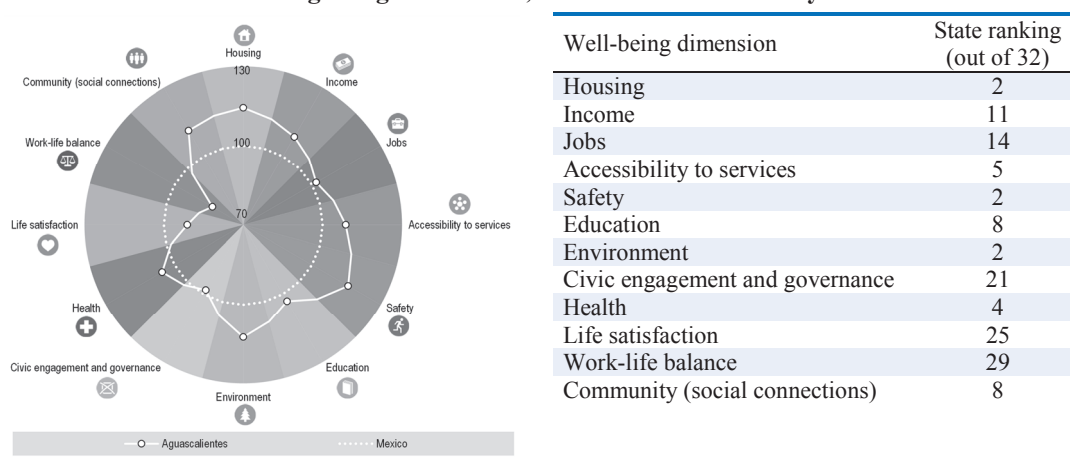 Housing
130
Community (social connections)
Income
Work-life balance
100
Jobs
70
Life satisfaction
Accessibility to services
Health
Safety
Civic engagement and governance
Education
Environment
Aguascalientes Mexico
Well-being dimension State ranking
(out of 32)
Housing 2
Income 11
Jobs 14
Accessibility to services 5
Safety 2
Education 8
Environment 2
Civic engagement and governance 21
Health 4
Life satisfaction 25
Work-life balance 29
Community (social connections) 8